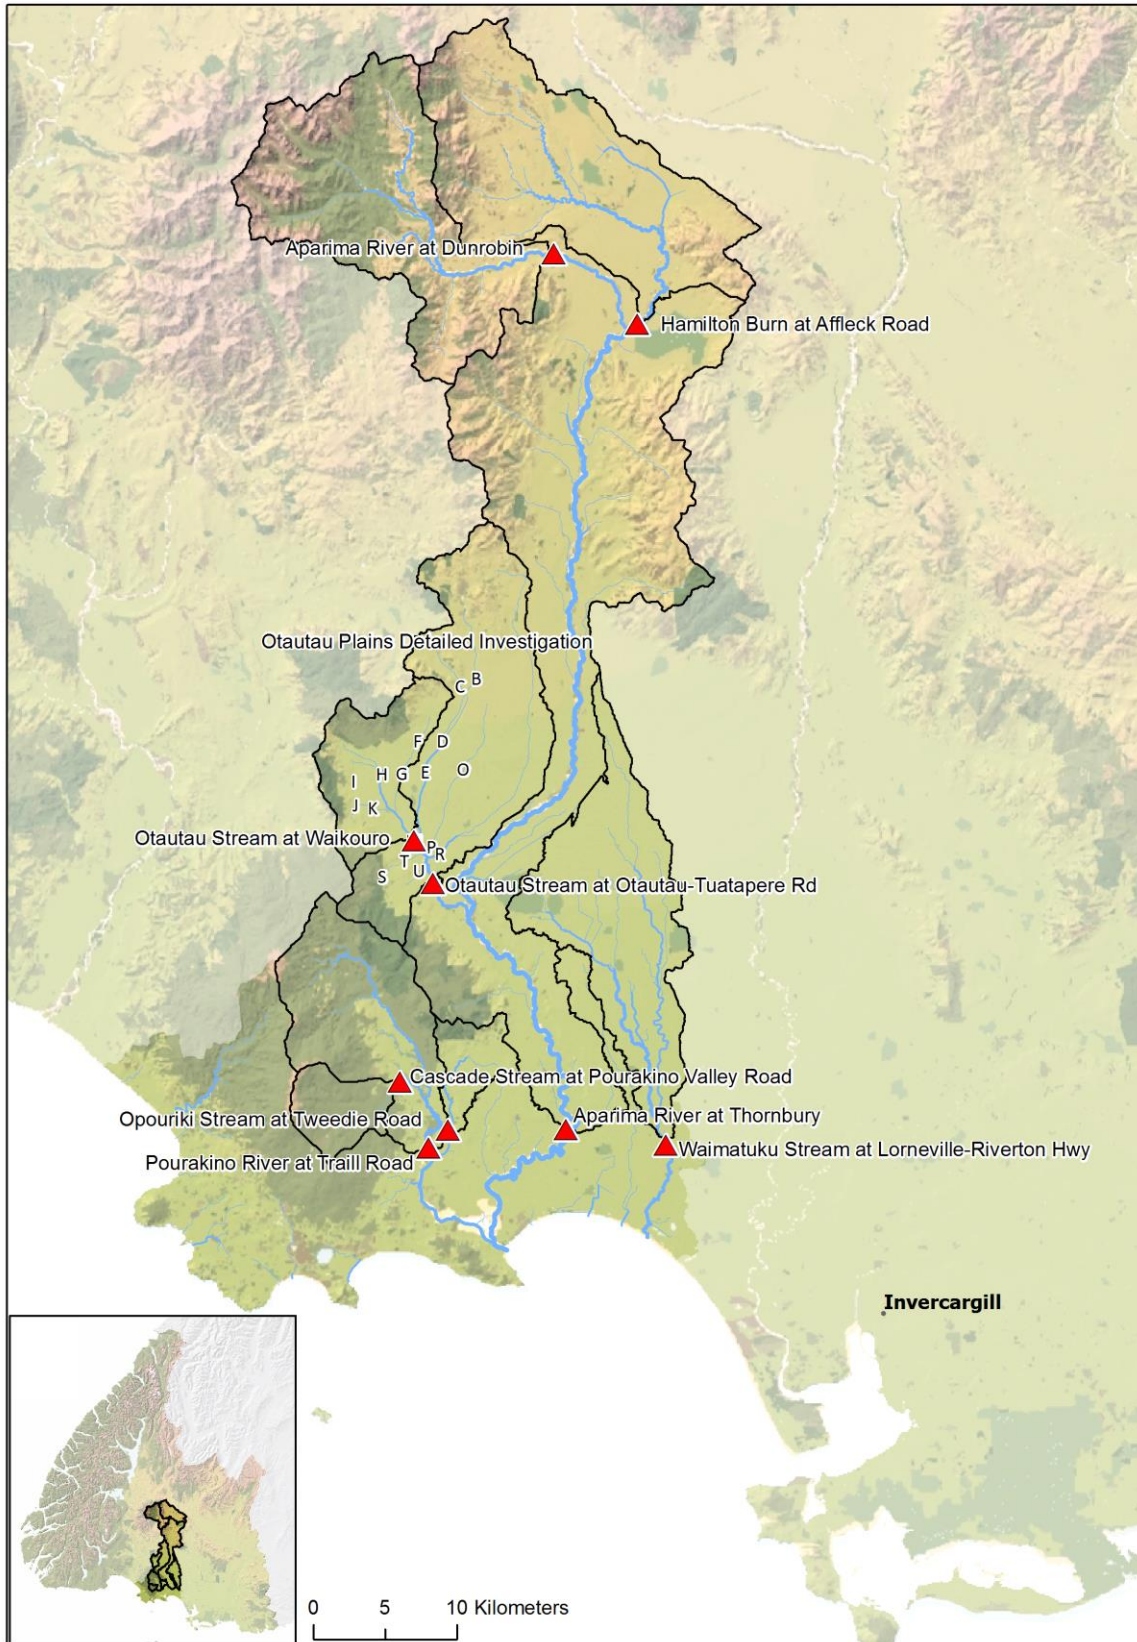 Aparima River at Dunrobin
Hamilton Burn at Affleck Road
Otautau Plains Detailed Investigation
B
C
F
D
H
G
E
O
I
J
K
Otautau Stream at Waikouro
P
R
T
U
S
Otautau Stream at Otautau-Tuatapere Rd
Cascade Stream at Pourakino Valley Road
Opouriki Stream at Tweedie Road
Aparima River at Thornbury
Pourakino River at Traill Road
Waimatuku Stream at Lorneville-Riverton Hwy
Invercargill
0 5 10 Kilometers